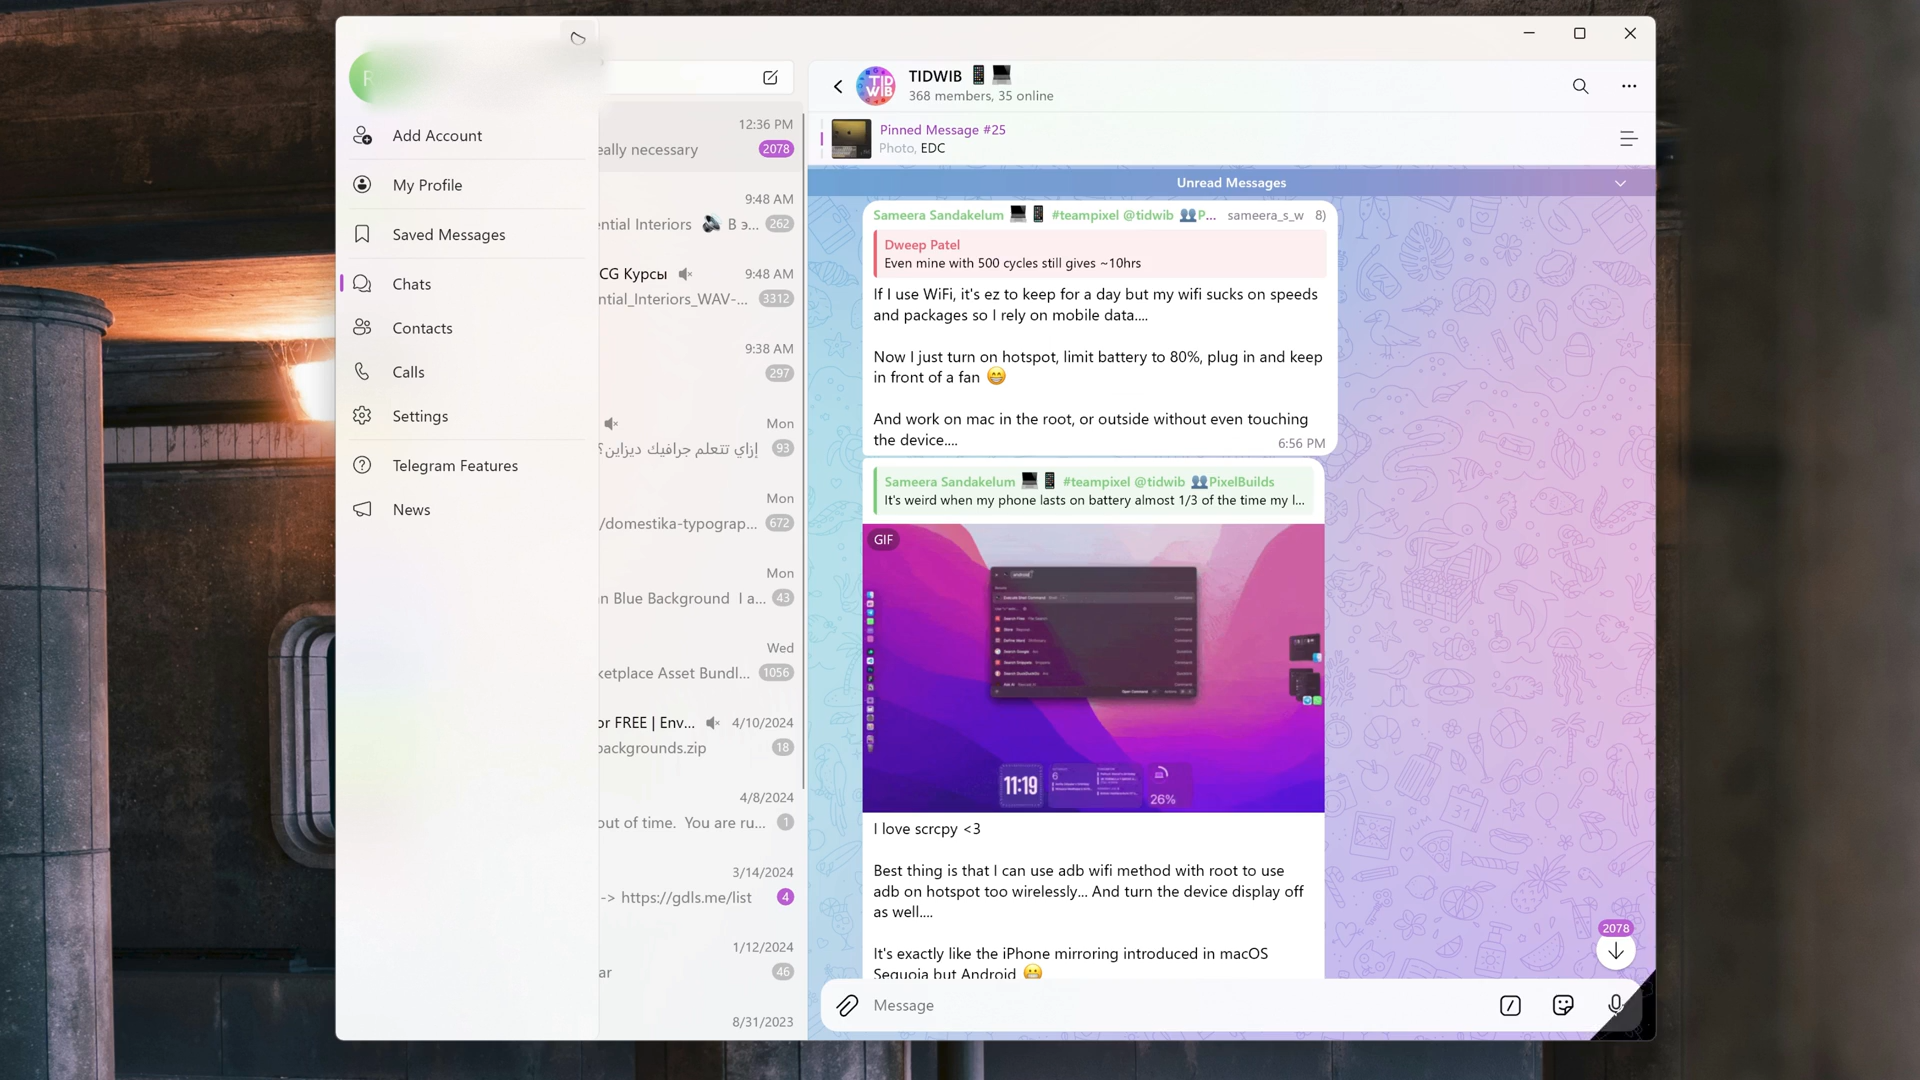 R
Add Account
My Profile
Saved Messages
Chats
Contacts
Calls
Settings
Telegram Features
News
12:36 PM
eally necessary
2078
9:48 AM
ential Interiors 🔊 В э...
262
CG Курсы
9:48 AM
ntial_Interiors_WAV-...
3312
9:38 AM
297
Mon
إزاي تتعلم جرافيك ديزاين؟
93
Mon
/domestika-typograp...
672
Mon
n Blue Background I a...
43
Wed
ketplace Asset Bundl...
1056
or FREE | Env...
4/10/2024
backgrounds.zip
18
4/8/2024
out of time. You are ru...
1
3/14/2024
-> https://gdls.me/list
4
1/12/2024
ar
46
8/31/2023
TID
WIB
TIDWIB 📱 💻
368 members, 35 online
Pinned Message #25
Photo, EDC
Unread Messages
Sameera Sandakelum 💻 📱 #teampixel @tidwib 👥P... sameera_s_w 8)
Dweep Patel
Even mine with 500 cycles still gives ~10hrs
If I use WiFi, it's ez to keep for a day but my wifi sucks on speeds
and packages so I rely on mobile data....
Now I just turn on hotspot, limit battery to 80%, plug in and keep
in front of a fan 😁
And work on mac in the root, or outside without even touching
the device....
6:56 PM
Sameera Sandakelum 💻 📱 #teampixel @tidwib 👥PixelBuilds
It's weird when my phone lasts on battery almost 1/3 of the time my l...
GIF
android
11:19
6
26%
I love scrcpy <3
Best thing is that I can use adb wifi method with root to use
adb on hotspot too wirelessly... And turn the device display off
as well....
It's exactly like the iPhone mirroring introduced in macOS
Sequoia but Android 😬
2078
Message